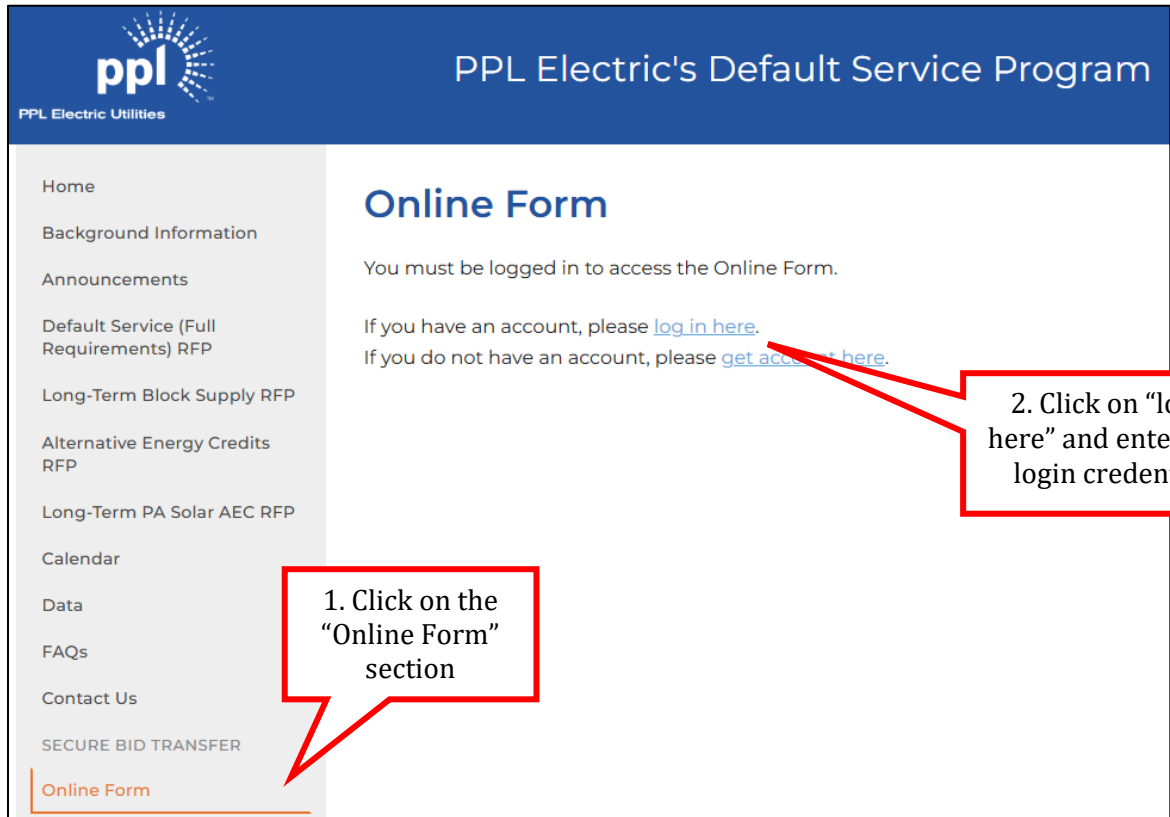 ppl
PPL Electric Utilities
PPL Electric's Default Service Program
Home
Background Information
Announcements
Default Service (Full
Requirements) RFP
Long-Term Block Supply RFP
Alternative Energy Credits
RFP
Long-Term PA Solar AEC RFP
Calendar
Data
FAQs
Contact Us
SECURE BID TRANSFER
Online Form
Online Form
You must be logged in to access the Online Form.
If you have an account, please log in here.
If you do not have an account, please get account here.
2. Click on “lo
here” and ente
login creden
1. Click on the
“Online Form”
section